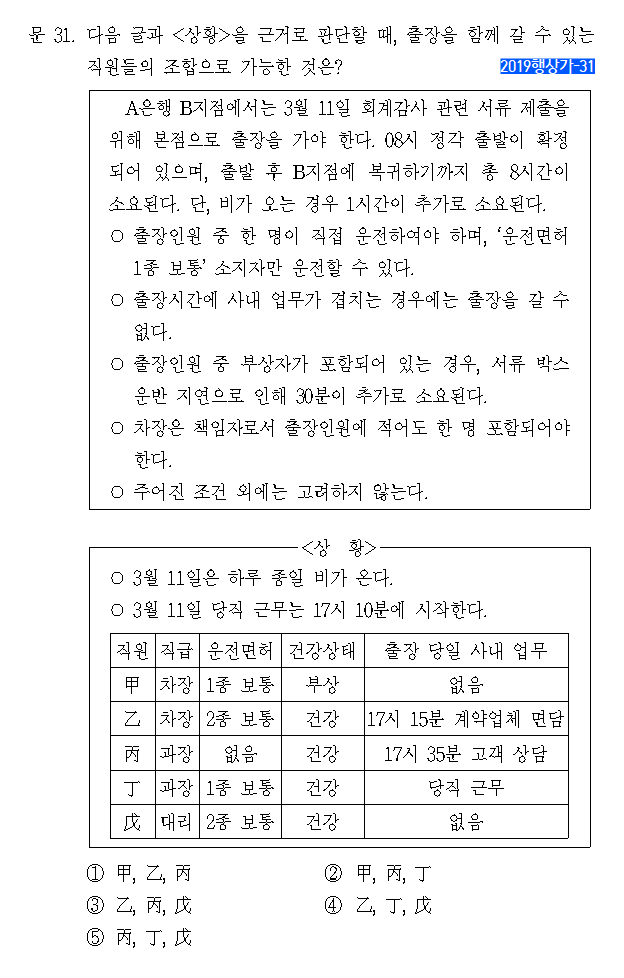 문 31. 다음 글과 <상황>을 근거로 판단할 때, 출장을 함께 갈 수 있는
직원들의 조합으로 가능한 것은?
2019행상가-31
A은행 B지점에서는 3월 11일 회계감사 관련 서류 제출을
위해 본점으로 출장을 가야 한다. 08시 정각 출발이 확정
되어 있으며, 출발 후 B지점에 복귀하기까지 총 8시간이
소요된다. 단, 비가 오는 경우 1시간이 추가로 소요된다.
○ 출장인원 중 한 명이 직접 운전하여야 하며, ‘운전면허
1종 보통’ 소지자만 운전할 수 있다.
○ 출장시간에 사내 업무가 겹치는 경우에는 출장을 갈 수
없다.
○ 출장인원 중 부상자가 포함되어 있는 경우, 서류 박스
운반 지연으로 인해 30분이 추가로 소요된다.
○ 차장은 책임자로서 출장인원에 적어도 한 명 포함되어야
한다.
○ 주어진 조건 외에는 고려하지 않는다.
<상 황>
○ 3월 11일은 하루 종일 비가 온다.
○ 3월 11일 당직 근무는 17시 10분에 시작한다.
직원 직급 운전면허 건강상태 출장 당일 사내 업무
甲 차장 1종 보통 부상 없음
乙 차장 2종 보통 건강 17시 15분 계약업체 면담
丙 과장 없음 건강 17시 35분 고객 상담
丁 과장 1종 보통 건강 당직 근무
戊 대리 2종 보통 건강 없음
① 甲, 乙, 丙 ② 甲, 丙, 丁
③ 乙, 丙, 戊 ④ 乙, 丁, 戊
⑤ 丙, 丁, 戊